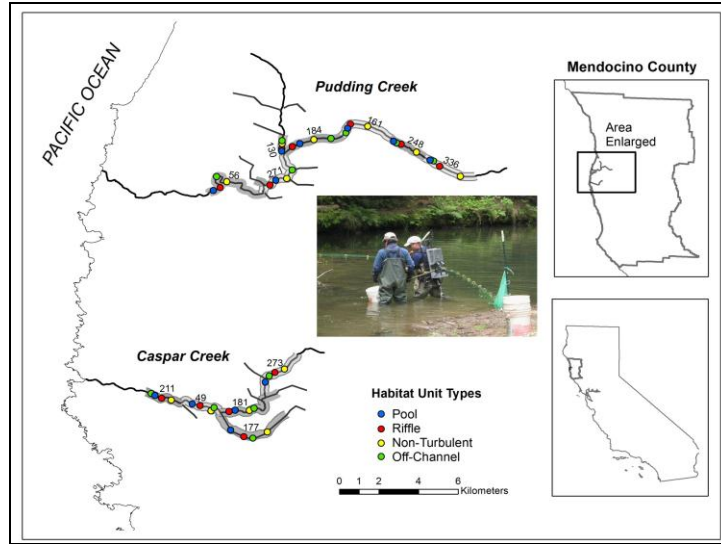 PACIFIC OCEAN
Pudding Creek
Mendocino County
Area
Enlarged
184
161
130
248
271
336
56
Caspar Creek
273
211
49
181
177
Habitat Unit Types
Pool
Riffle
Non-Turbulent
Off-Channel
0 1 2 4 6
Kilometers